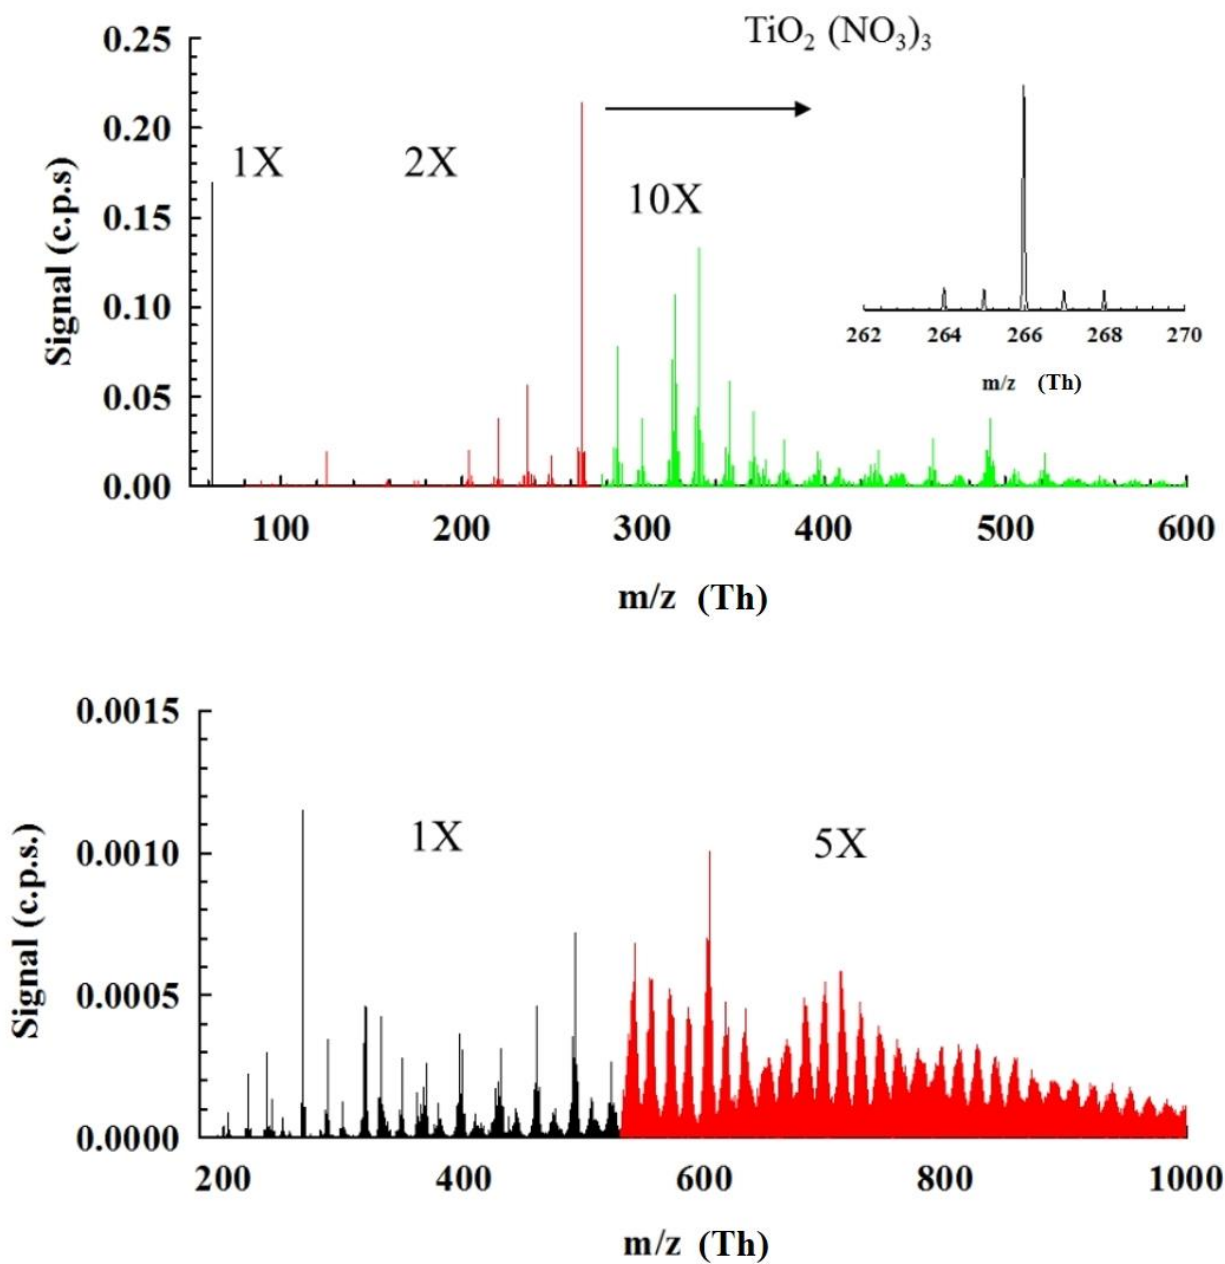 TiO₂ (NO₃)₃
0.25
0.20
0.15
0.10
0.05
0.00
Signal (c.p.s)
1X
2X
10X
262 264 266 268 270
m/z (Th)
100 200 300 400 500 600
m/z (Th)
0.0015
0.0010
0.0005
0.0000
Signal (c.p.s.)
1X
5X
200 400 600 800 1000
m/z (Th)